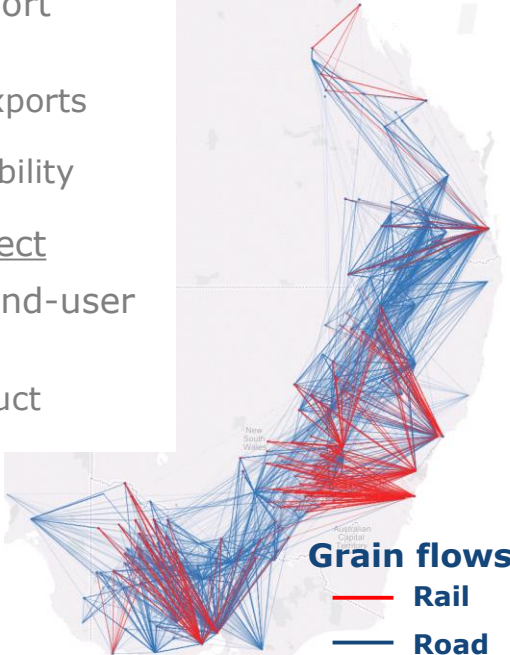 ort
xports
bility
ect
nd-user
uct
New
South
Wales
Australian
Capital
Territory
Grain flows
Rail
Road